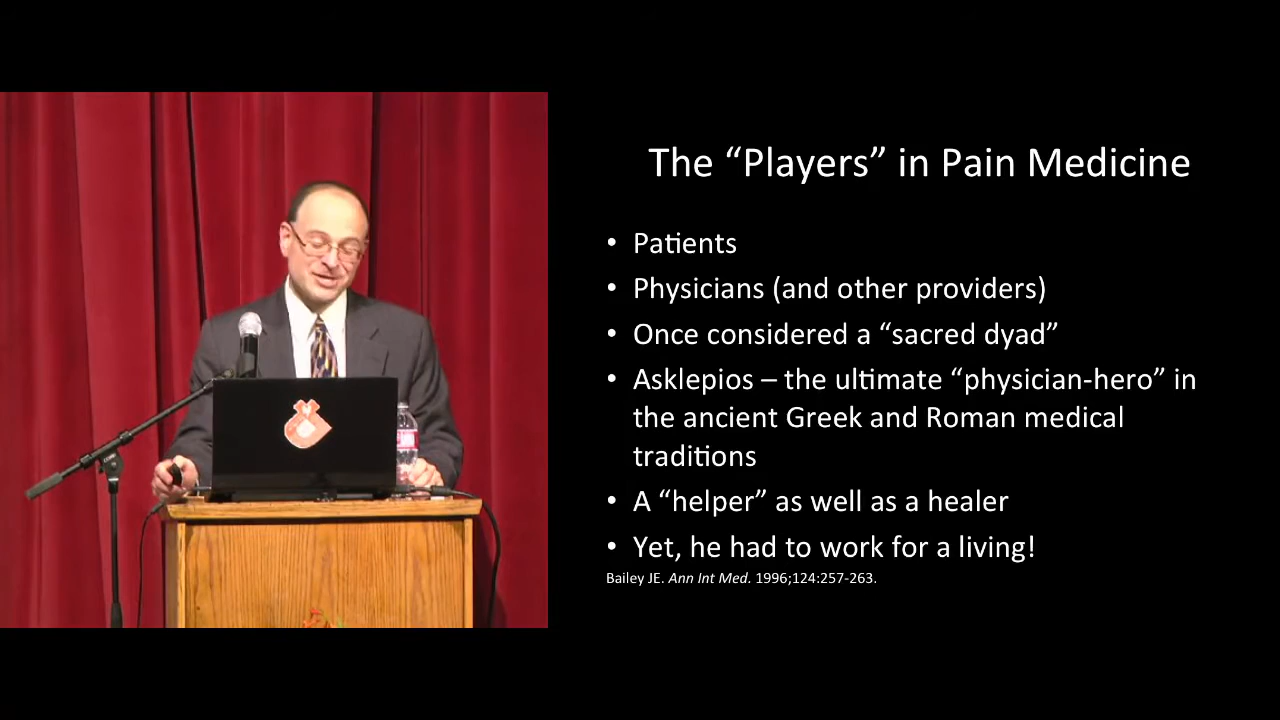 The “Players” in Pain Medicine
• Patients
• Physicians (and other providers)
• Once considered a “sacred dyad”
• Asklepios – the ultimate “physician-hero” in
the ancient Greek and Roman medical
traditions
• A “helper” as well as a healer
• Yet, he had to work for a living!
Bailey JE. Ann Int Med. 1996;124:257-263.